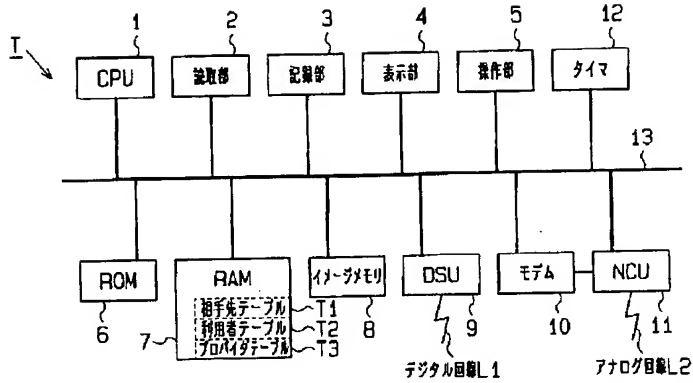 T
1
2
3
4
5
12
CPU
読取部
記録部
表示部
操作部
タイマ
13
ROM
RAM
イメージメモリ
DSU
モデム
NCU
相手先テーブル
T1
利用者テーブル
T2
プロバイダテーブル
T3
6
7
8
9
10
11
デジタル回線L1
アナログ回線L2